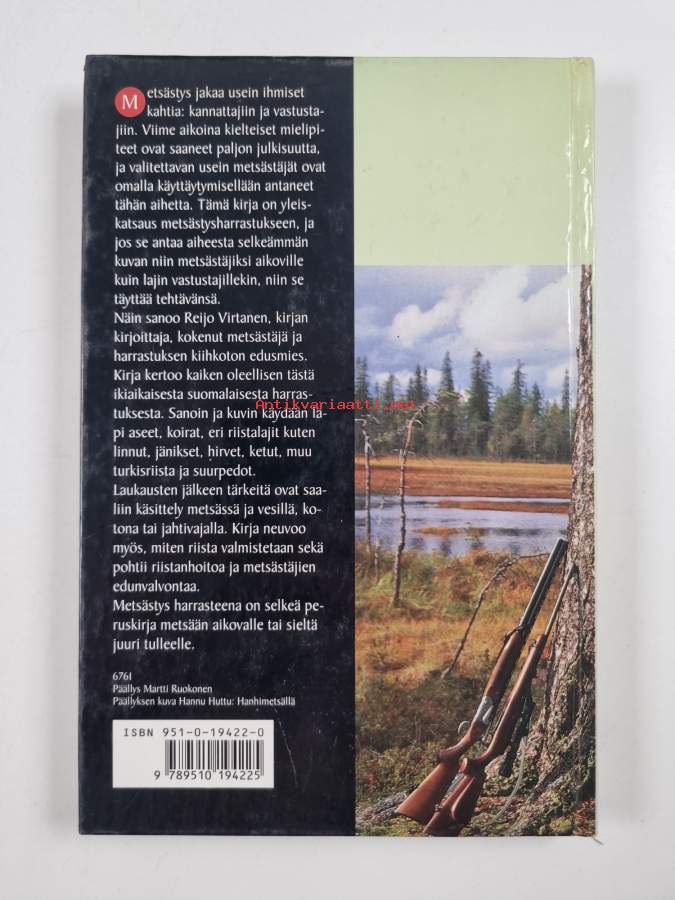 Metsästys jakaa usein ihmiset
kahtia: kannattajiin ja vastusta-
jiin. Viime aikoina kielteiset mielipi-
teet ovat saaneet paljon julkisuutta,
ja valitettavan usein metsästäjät ovat
omalla käyttäytymisellään antaneet
tähän aihetta. Tämä kirja on yleis-
katsaus metsästysharrastukseen, ja
jos se antaa aiheesta selkeämmän
kuvan niin metsästäjiksi aikoville
kuin lajin vastustajillekin, niin se
täyttää tehtävänsä.
Näin sanoo Reijo Virtanen, kirjan
kirjoittaja, kokenut metsästäjä ja
harrastuksen kiihkoton edusmies.
Kirja kertoo kaiken oleellisen tästä
ikiaikaisesta suomalaisesta harras-
tuksesta. Sanoin ja kuvin käydään lä-
pi aseet, koirat, eri riistalajit kuten
linnut, jänikset, hirvet, ketut, muu
turkisriista ja suurpedot.
Laukausten jälkeen tärkeitä ovat saa-
liin käsittely metsässä ja vesillä, ko-
tona tai jahtivajalla. Kirja neuvoo
myös, miten riista valmistetaan sekä
pohtii riistanhoitoa ja metsästäjien
edunvalvontaa.
Metsästys harrasteena on selkeä pe-
ruskirja metsään aikovalle tai sieltä
juuri tulleelle.
6761
Päällys Martti Ruokonen
Päällyksen kuva Hannu Huttu: Hanhimetsällä
ISBN 951-0-19422-0
9 789510 194225
Antikvariaatti.net